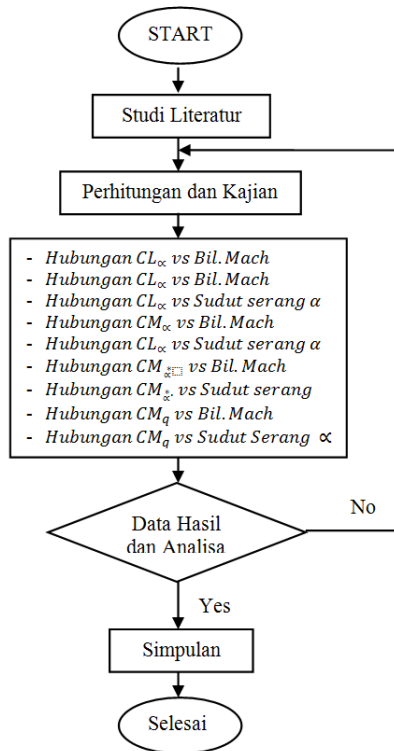 START
Studi Literatur
Perhitungan dan Kajian
- Hubungan CL∝ vs Bil.Mach
- Hubungan CL∝ vs Bil.Mach
- Hubungan CL∝ vs Sudut serang α
- Hubungan CM∝ vs Bil.Mach
- Hubungan CL∝ vs Sudut serang α
- Hubungan CM∝* vs Bil.Mach
- Hubungan CM∝*. vs Sudut serang
- Hubungan CMq vs Bil.Mach
- Hubungan CMq vs Sudut Serang ∝
Data Hasil
dan Analisa
No
Yes
Simpulan
Selesai